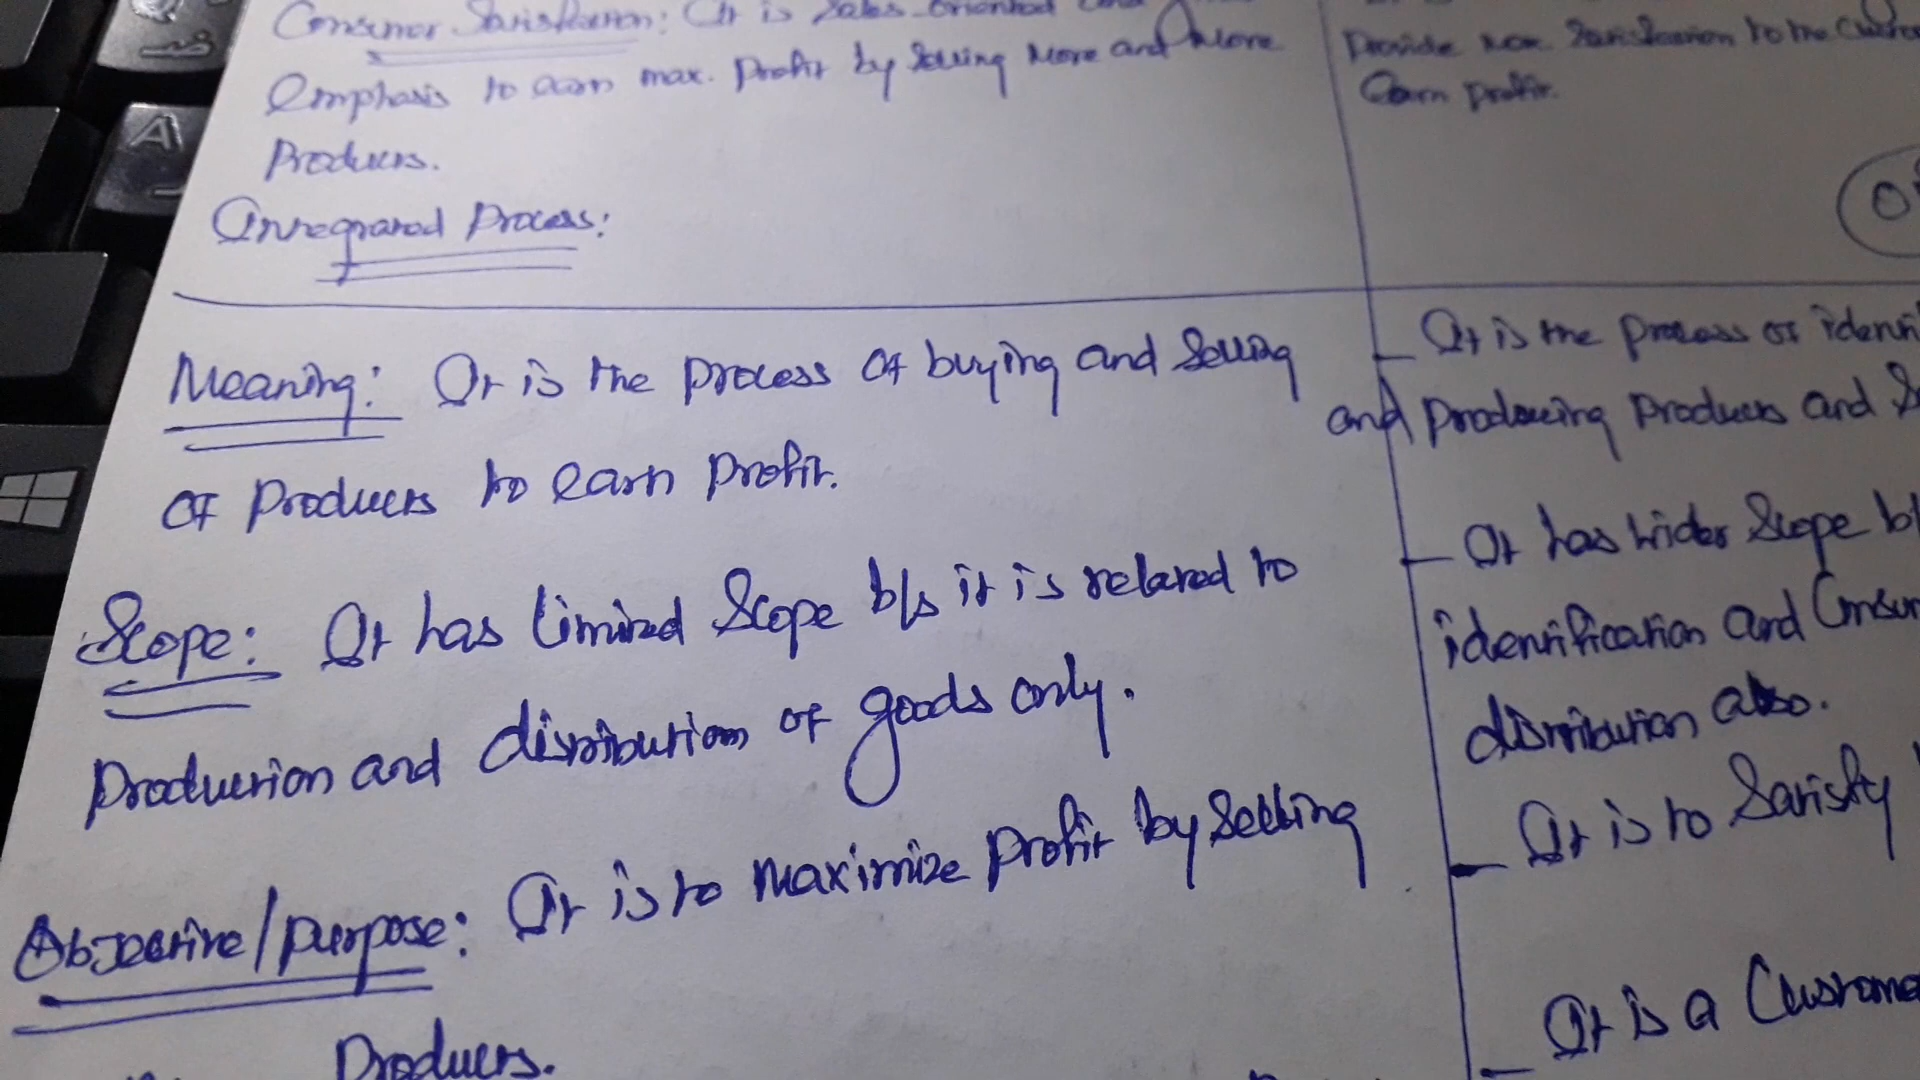 Consumer Satisfaction: It is Sales oriented
emphasis to earn max. Profit by Selling More and More
Products.
Integrated Process:
Provide max Satisfaction to the
Earn profit.
Meaning: It is the process of buying and Selling
of Products to earn Profit.
Scope: It has limited Scope b/s it is related to
Production and distribution of goods only.
Objective/purpose: It is to Maximize profit by Selling
Products.
It is the process of
and producing products and
It has wider Scope
identification and
distribution also.
It is to Satisfy
It is a
A